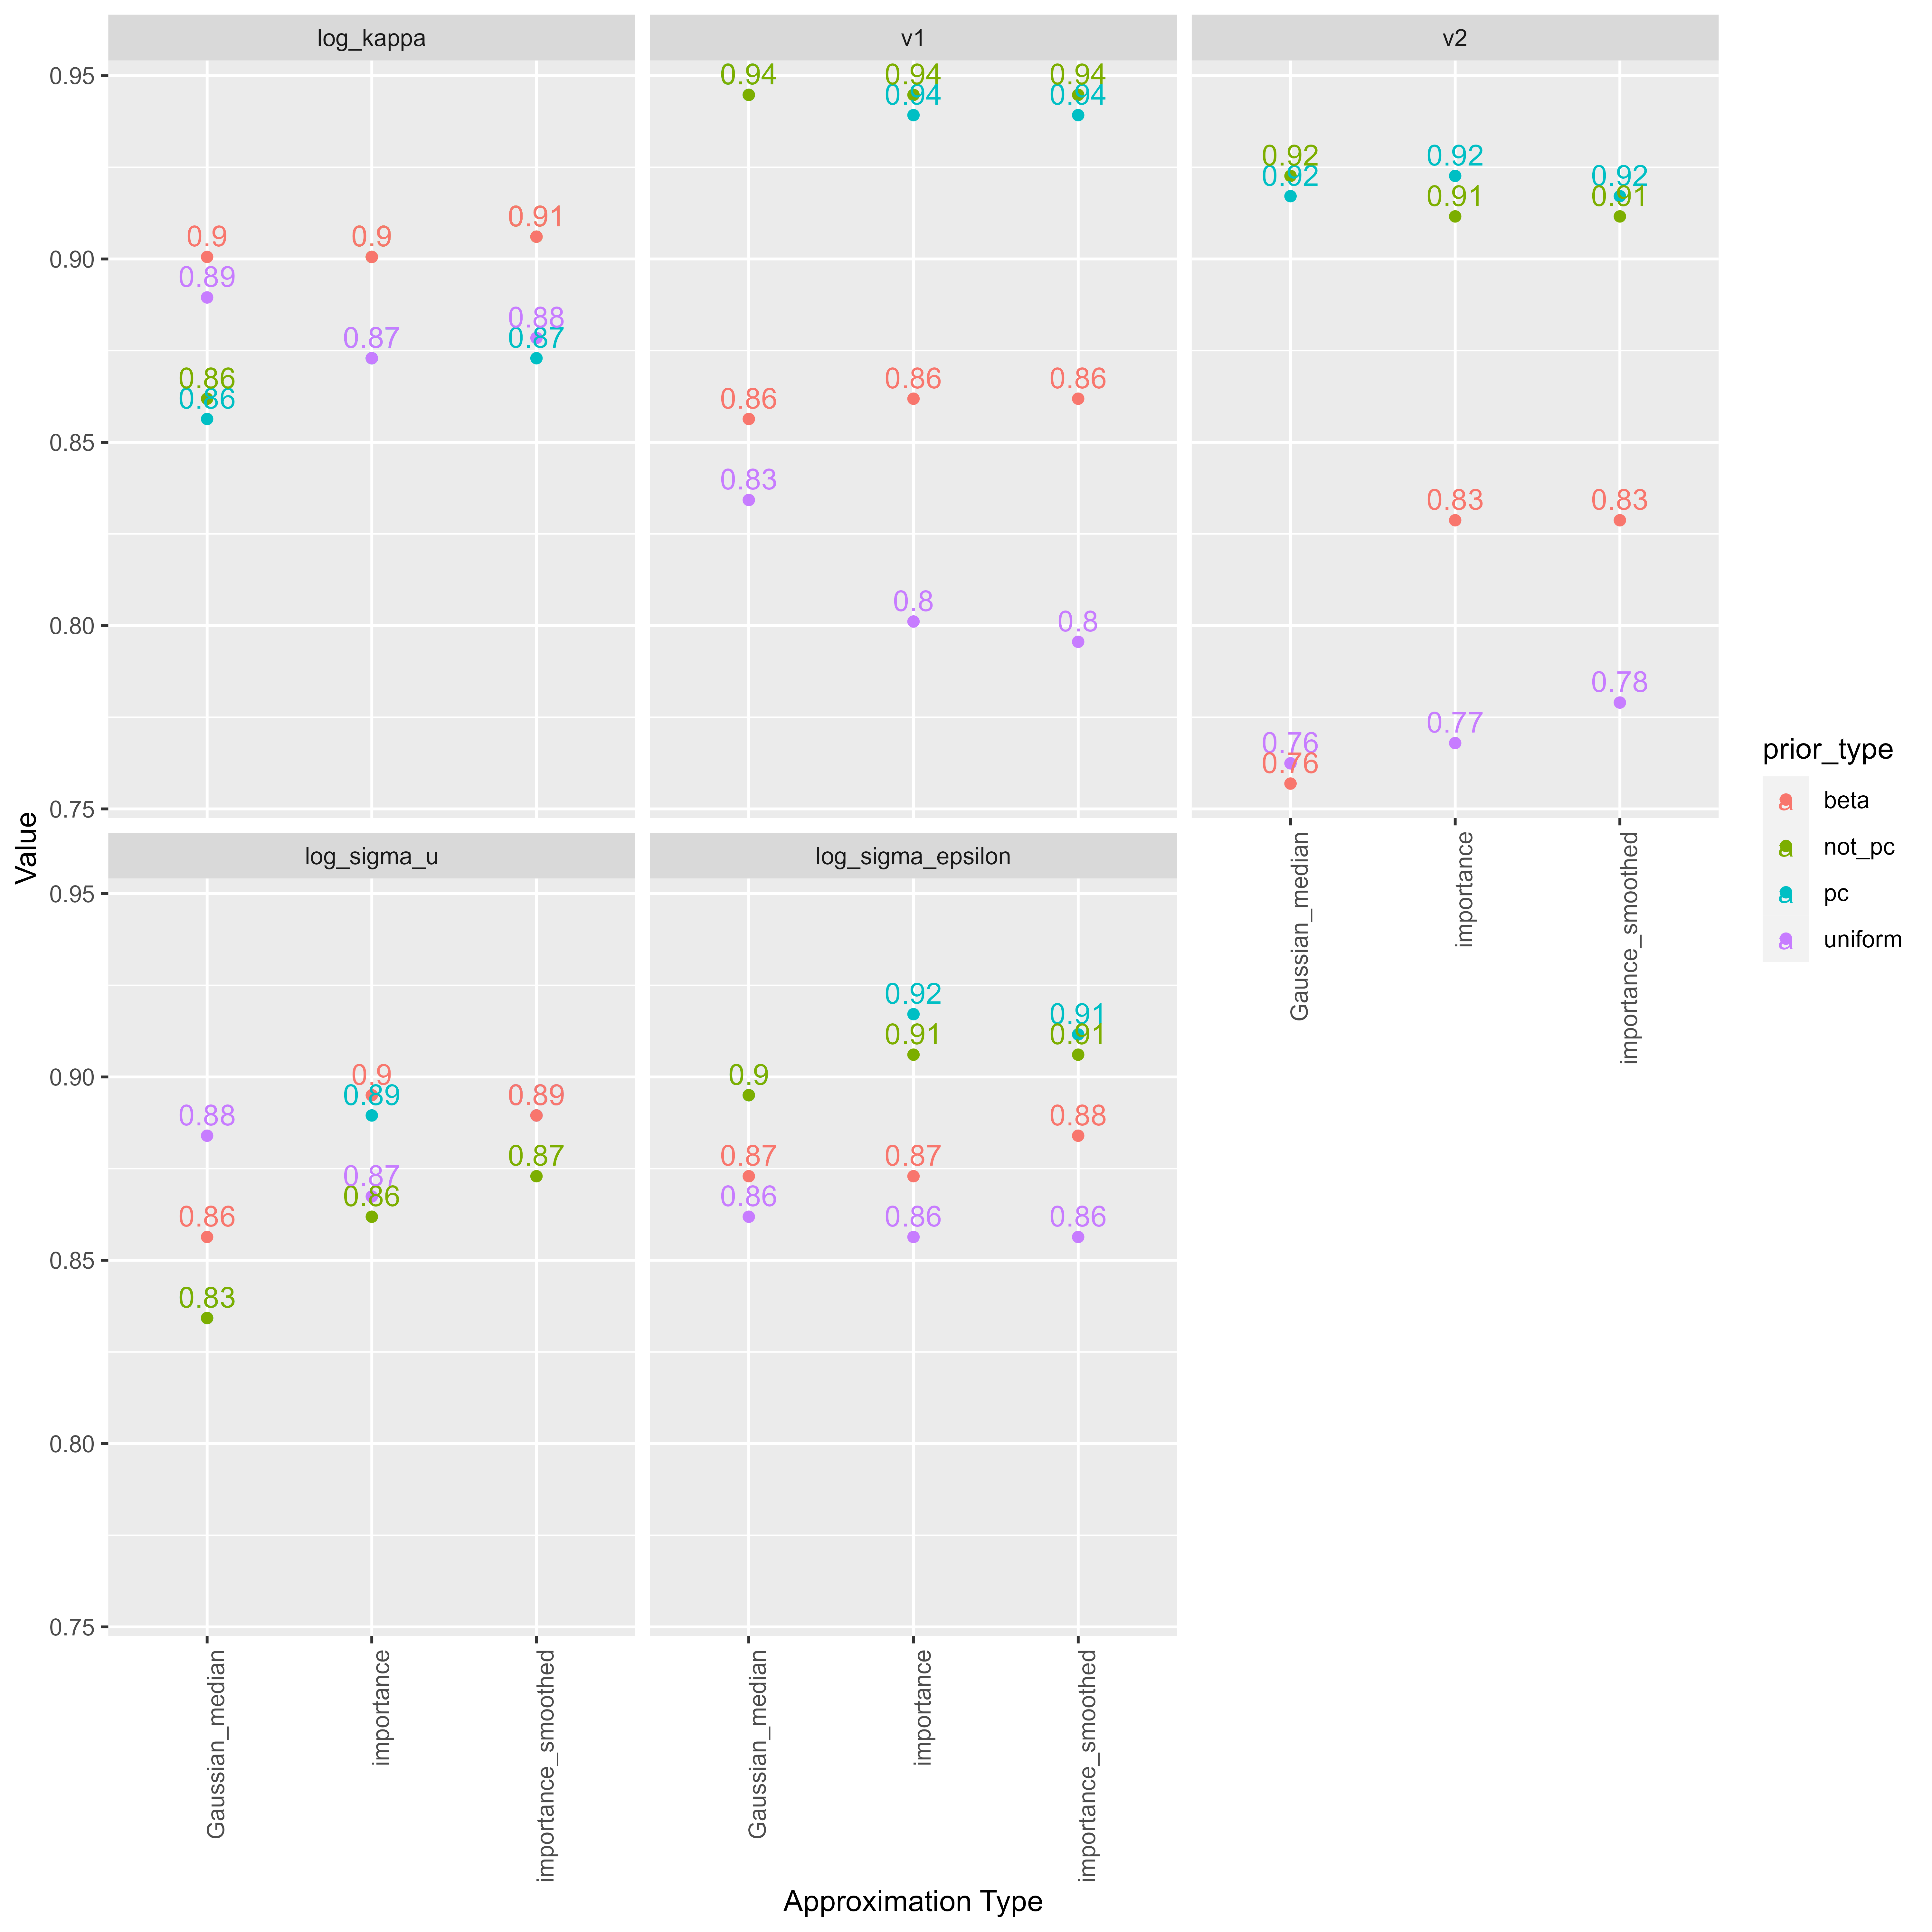 log_kappa
v1
v2
0.95
0.90
0.85
0.80
0.75
0.9
0.89
0.86
0.86
0.9
0.87
0.91
0.88
0.87
0.94
0.86
0.83
0.94
0.94
0.86
0.8
0.94
0.94
0.86
0.8
0.92
0.92
0.76
0.76
0.92
0.91
0.83
0.77
0.92
0.91
0.83
0.78
Gaussian_median
importance
importance_smoothed
Value
log_sigma_u
log_sigma_epsilon
0.95
0.90
0.85
0.80
0.75
0.88
0.86
0.83
0.9
0.89
0.87
0.86
0.89
0.87
0.9
0.87
0.86
0.92
0.91
0.87
0.86
0.91
0.91
0.88
0.86
Gaussian_median
importance
importance_smoothed
Gaussian_median
importance
importance_smoothed
Approximation Type
prior_type
a beta
a not_pc
a pc
a uniform